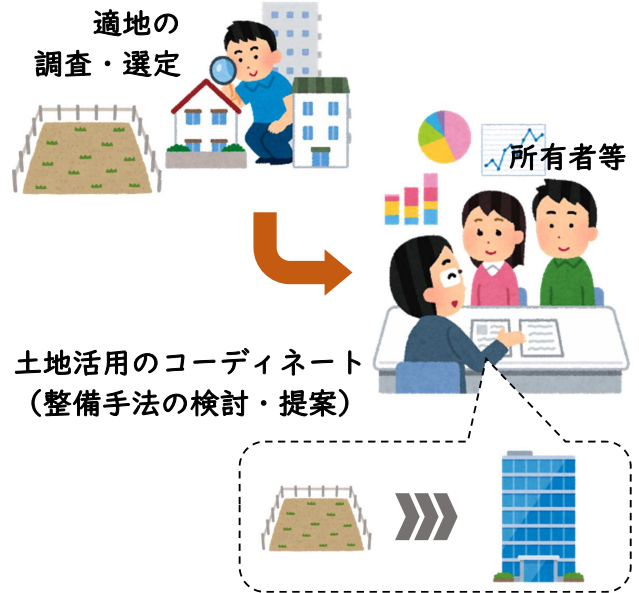 適地の
調査・選定
所有者等
土地活用のコーディネート
（整備手法の検討・提案）